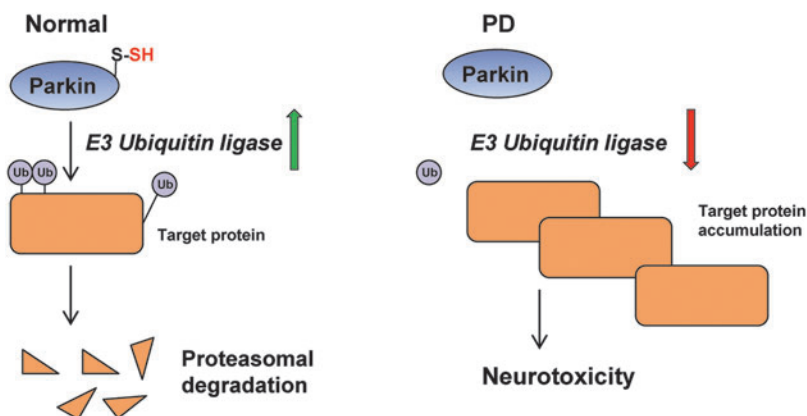 Normal
S-SH
Parkin
E3 Ubiquitin ligase
Ub Ub
Ub
Target protein
Proteasomal
degradation
PD
Parkin
E3 Ubiquitin ligase
Ub
Target protein
accumulation
Neurotoxicity